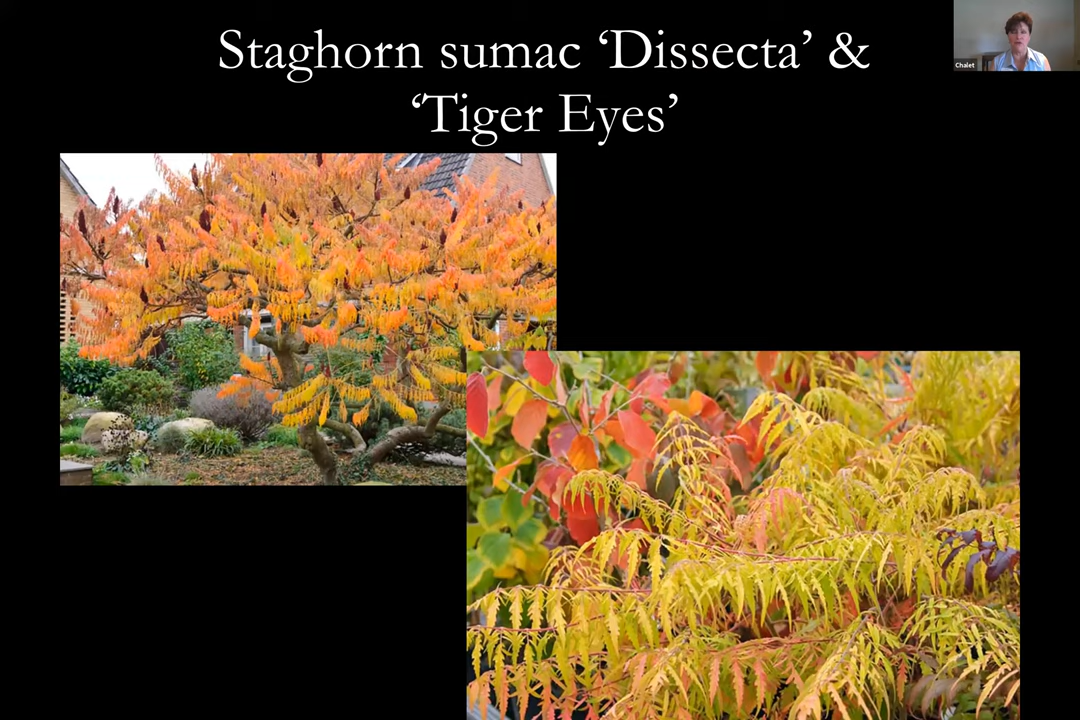 Staghorn sumac ‘Dissecta’ &
‘Tiger Eyes’
Chalet